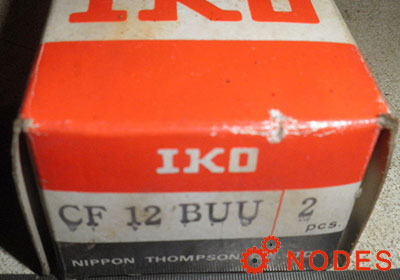 IKO
IKO
CF 12 BUU 2
pcs.
NIPPON THOMPSON
NODES